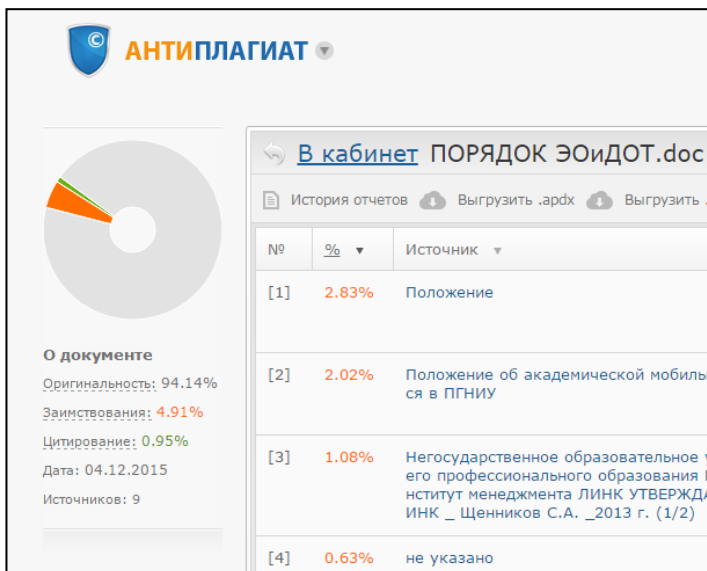 ©
АНТИПЛАГИАТ
В кабинет ПОРЯДОК ЭОиДОТ.doc
История отчетов Выгрузить .apdx Выгрузить .
№ % Источник
[1] 2.83% Положение
[2] 2.02% Положение об академической
ся в ПГНИУ
[3] 1.08% Негосударственное образовательное
его профессионального образования
нститут менеджмента ЛИНК
ИНК _ Щенников С.А. _2013 г. (1/2)
[4] 0.63% не указано
О документе
Оригинальность: 94.14%
Заимствования: 4.91%
Цитирование: 0.95%
Дата: 04.12.2015
Источников: 9